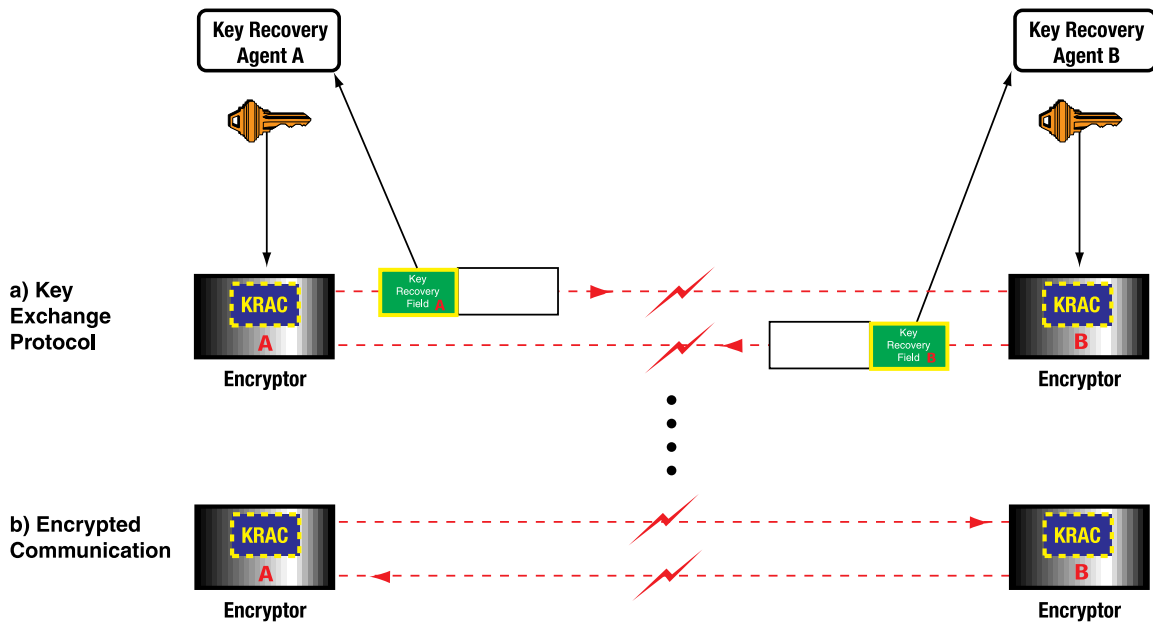 Key Recovery
Agent A
Key Recovery
Agent B
a) Key
Exchange
Protocol
KRAC
A
Encryptor
Key
Recovery
Field A
Key
Recovery
Field B
KRAC
B
Encryptor
b) Encrypted
Communication
KRAC
A
Encryptor
KRAC
B
Encryptor